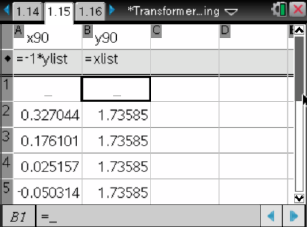 1.14 1.15 1.16 *Transformer...ing
A x90 B y90 C D
=-1*ylist =xlist
1 _ _
2 0.327044 1.73585
3 0.176101 1.73585
4 0.025157 1.73585
5 -0.050314 1.73585
B1 =_